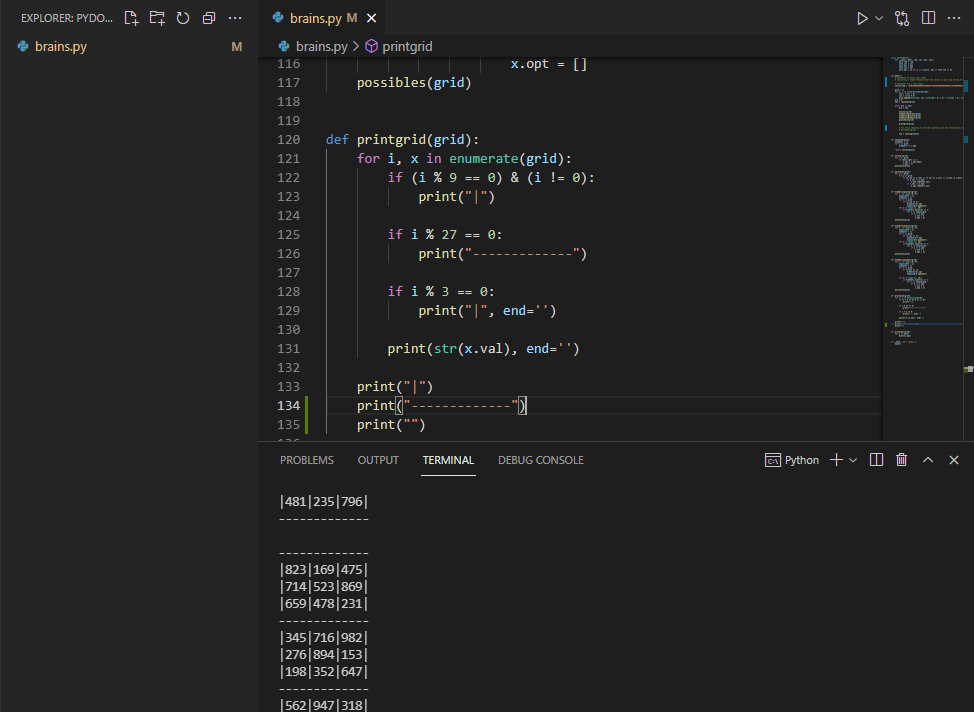 EXPLORER: PYDO...
brains.py M
brains.py M
brains.py > printgrid
116 x.opt = []
117 possibles(grid)
118
119
120 def printgrid(grid):
121 for i, x in enumerate(grid):
122 if (i % 9 == 0) & (i != 0):
123 print("|")
124
125 if i % 27 == 0:
126 print("-------------")
127
128 if i % 3 == 0:
129 print("|", end='')
130
131 print(str(x.val), end='')
132
133 print("|")
134 print("-------------")
135 print("")
136
PROBLEMS OUTPUT TERMINAL DEBUG CONSOLE Python
|481|235|796|
-------------
-------------
|823|169|475|
|714|523|869|
|659|478|231|
-------------
|345|716|982|
|276|894|153|
|198|352|647|
-------------
|562|947|318|